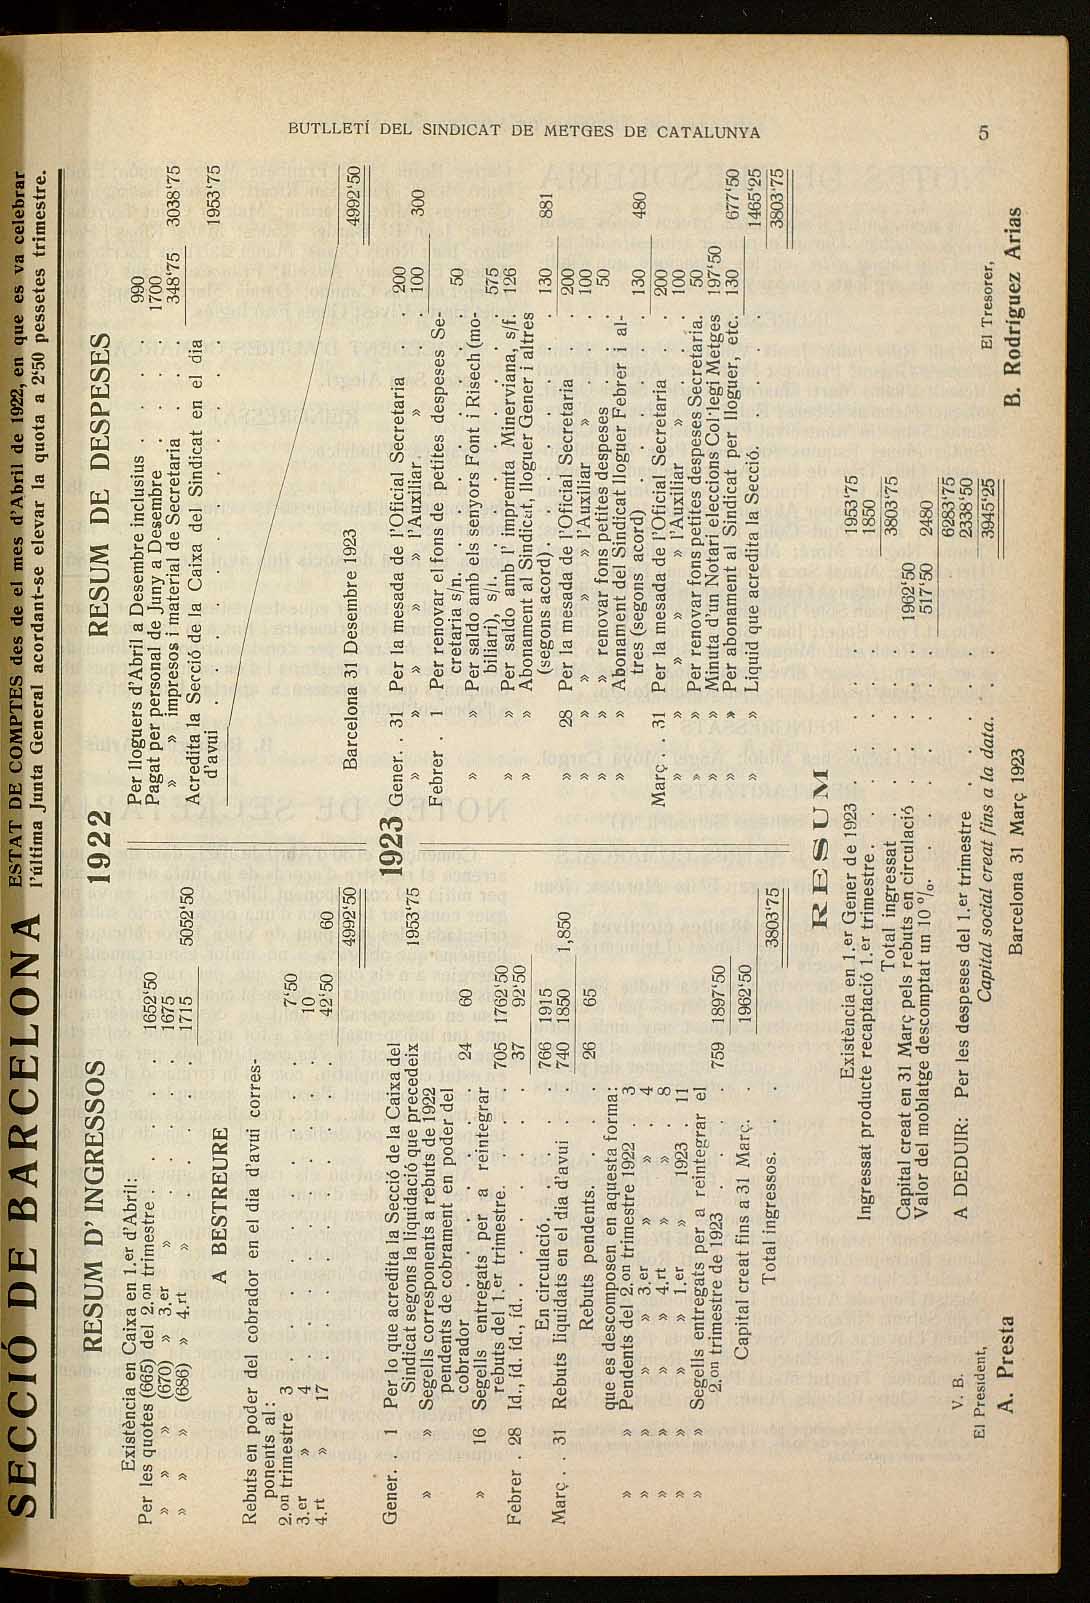 BUTLLETÍ DEL SINDICAT DE METGES DE CATALUNYA 5
SECCIÓ DE BARCELONA
ESTAT DE COMPTES des de el mes d'Abril de 1922, en que es va celebrar
l'última Junta General acordant-se elevar la quota a 2'50 pessetes trimestre.
1922
RESUM D' INGRESSOS
Existència en Caixa en 1.er d'Abril:
Per les quotes (665) del 2.on trimestre . . . 1652'50
» » » (670) » 3.er » . . . 1675
» » » (686) » 4.rt » . . . 1715 5052'50
A BESTREURE
Rebuts en poder del cobrador en el dia d'avui corres-
ponents al:
2.on trimestre 3 . . . . . 7'50
3.er » 4 . . . . . 10
4.rt » 17 . . . . . 42'50 60
4992'50
RESUM DE DESPESES
Per lloguers d'Abril a Desembre inclusius . . . 990
Pagat per personal de Juny a Desembre . . . 1700
» » impresos i material de Secretaria . . 348'75 3038'75
Acredita la Secció de la Caixa del Sindicat en el dia
d'avui . . . . . . . . 1953'75
Barcelona 31 Desembre 1923 4992'50
1923
Gener. . 1 Per lo que acredita la Secció de la Caixa del
Sindicat segons la liquidació que precedeix 1953'75
» » Segells corresponents a rebuts de 1922
pendents de cobrament en poder del
cobrador . . . . . 24 60
» 16 Segells entregats per a reintegrar
rebuts del 1.er trimestre. . . . 705 1762'50
Febrer . 28 Id., íd. íd., íd. . . . . 37 92'50
En circulació. . . . . 766 1915
Març . . 31 Rebuts liquidats en el dia d'avui . . 740 1850 1,850
Rebuts pendents. . . . 26 65
que es descomposen en aquesta forma:
» » Pendents del 2.on trimestre 1922 . 3
» » » » 3.er » » . 4
» » » » 4.rt » » . 8
» » » » 1.er » 1923 . 11
» » Segells entregats per a reintegrar el
2.on trimestre de 1923 . . . . 759 1897'50
Capital creat fins a 31 Març. . 1962'50
Total ingressos. . . . 3803'75
Gener. . . 31 Per la mesada de l'Oficial Secretaria . 200
» » » » » » l'Auxiliar » . 100 300
Febrer . 1 Per renovar el fons de petites despeses Se-
cretaria s/n. . . . . . 50
» » Per saldo amb els senyors Font i Risech (mo-
biliari), s/l. . . . . . 575
» » Per saldo amb l' impremta Minerviana, s/f. 126
» » Abonament al Sindicat, lloguer Gener i altres
(segons acord). . . . . . 130 881
» 28 Per la mesada de l'Oficial Secretaria . 200
» » » » » » l'Auxiliar » . 100
» » » renovar fons petites despeses . . 50
» » Abonament del Sindicat lloguer Febrer i al-
tres (segons acord) . . . . 130 480
Març . . 31 Per la mesada de l'Oficial Secretaria . 200
» » » » » » l'Auxiliar » . 100
» » Per renovar fons petites despeses Secretaria. 50
» » Minuta d'un Notari eleccions Col·legi Metges 197'50
» » Per abonament al Sindicat per lloguer, etc. 130 677'50
» » Líquid que acredita la Secció. . . . 1465'25
3803'75
RESUM
Existència en 1.er Gener de 1923 . . . 1953'75
Ingressat producte recaptació 1.er trimestre. . . . 1850
Total ingressat . . . . 3803'75
Capital creat en 31 Març pels rebuts en circulació 1962'50
Valor del moblatge descomptat un 10 %. . . . 517'50 2480
6283'75
A DEDUIR: Per les despeses del 1.er trimestre . . . 2338'50
Capital social creat fins a la data. 3945'25
Barcelona 31 Març 1923
V. B.
El President,
A. Presta
El Tresorer,
B. Rodríguez Arias